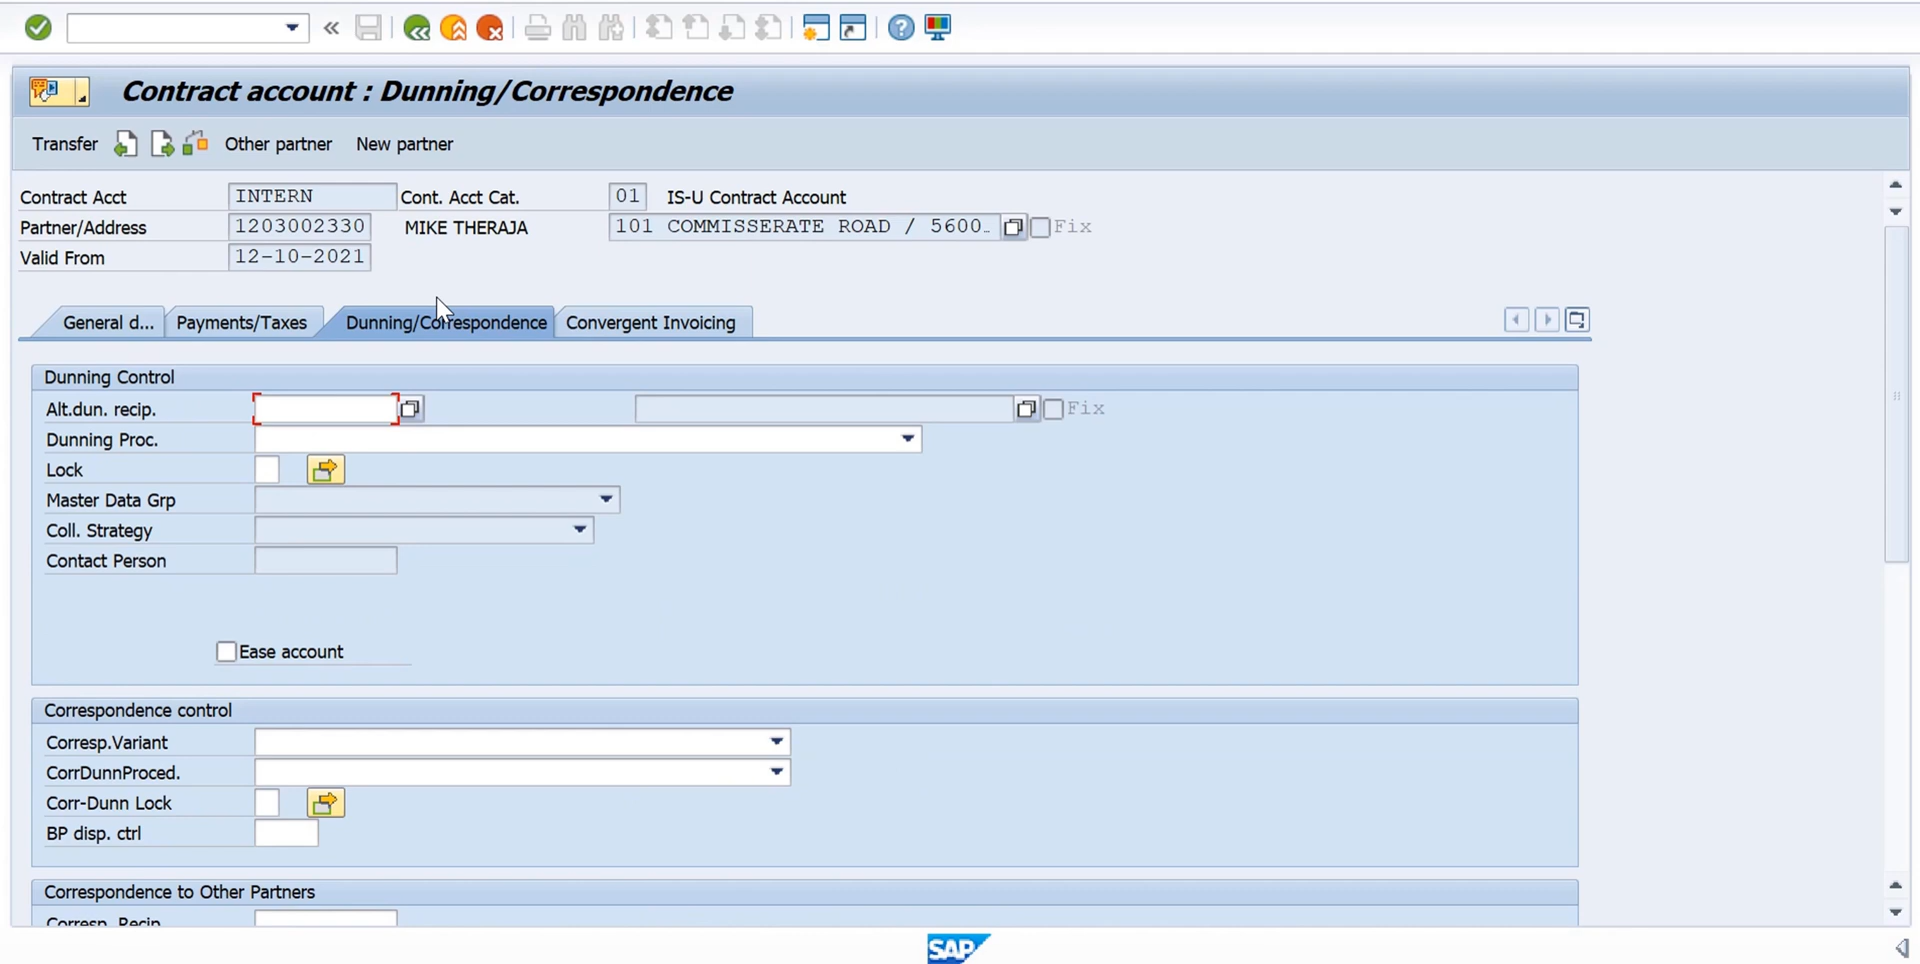 Contract account : Dunning/Correspondence
Transfer Other partner New partner
Contract Acct INTERN Cont. Acct Cat. 01 IS-U Contract Account
Partner/Address 1203002330 MIKE THERAJA 101 COMMISSERATE ROAD / 5600… Fix
Valid From 12-10-2021
General d... Payments/Taxes Dunning/Correspondence Convergent Invoicing
Dunning Control
Alt.dun. recip. Fix
Dunning Proc.
Lock
Master Data Grp
Coll. Strategy
Contact Person
Ease account
Correspondence control
Corresp.Variant
CorrDunnProced.
Corr-Dunn Lock
BP disp. ctrl
Correspondence to Other Partners
Corresp. Recip
SAP